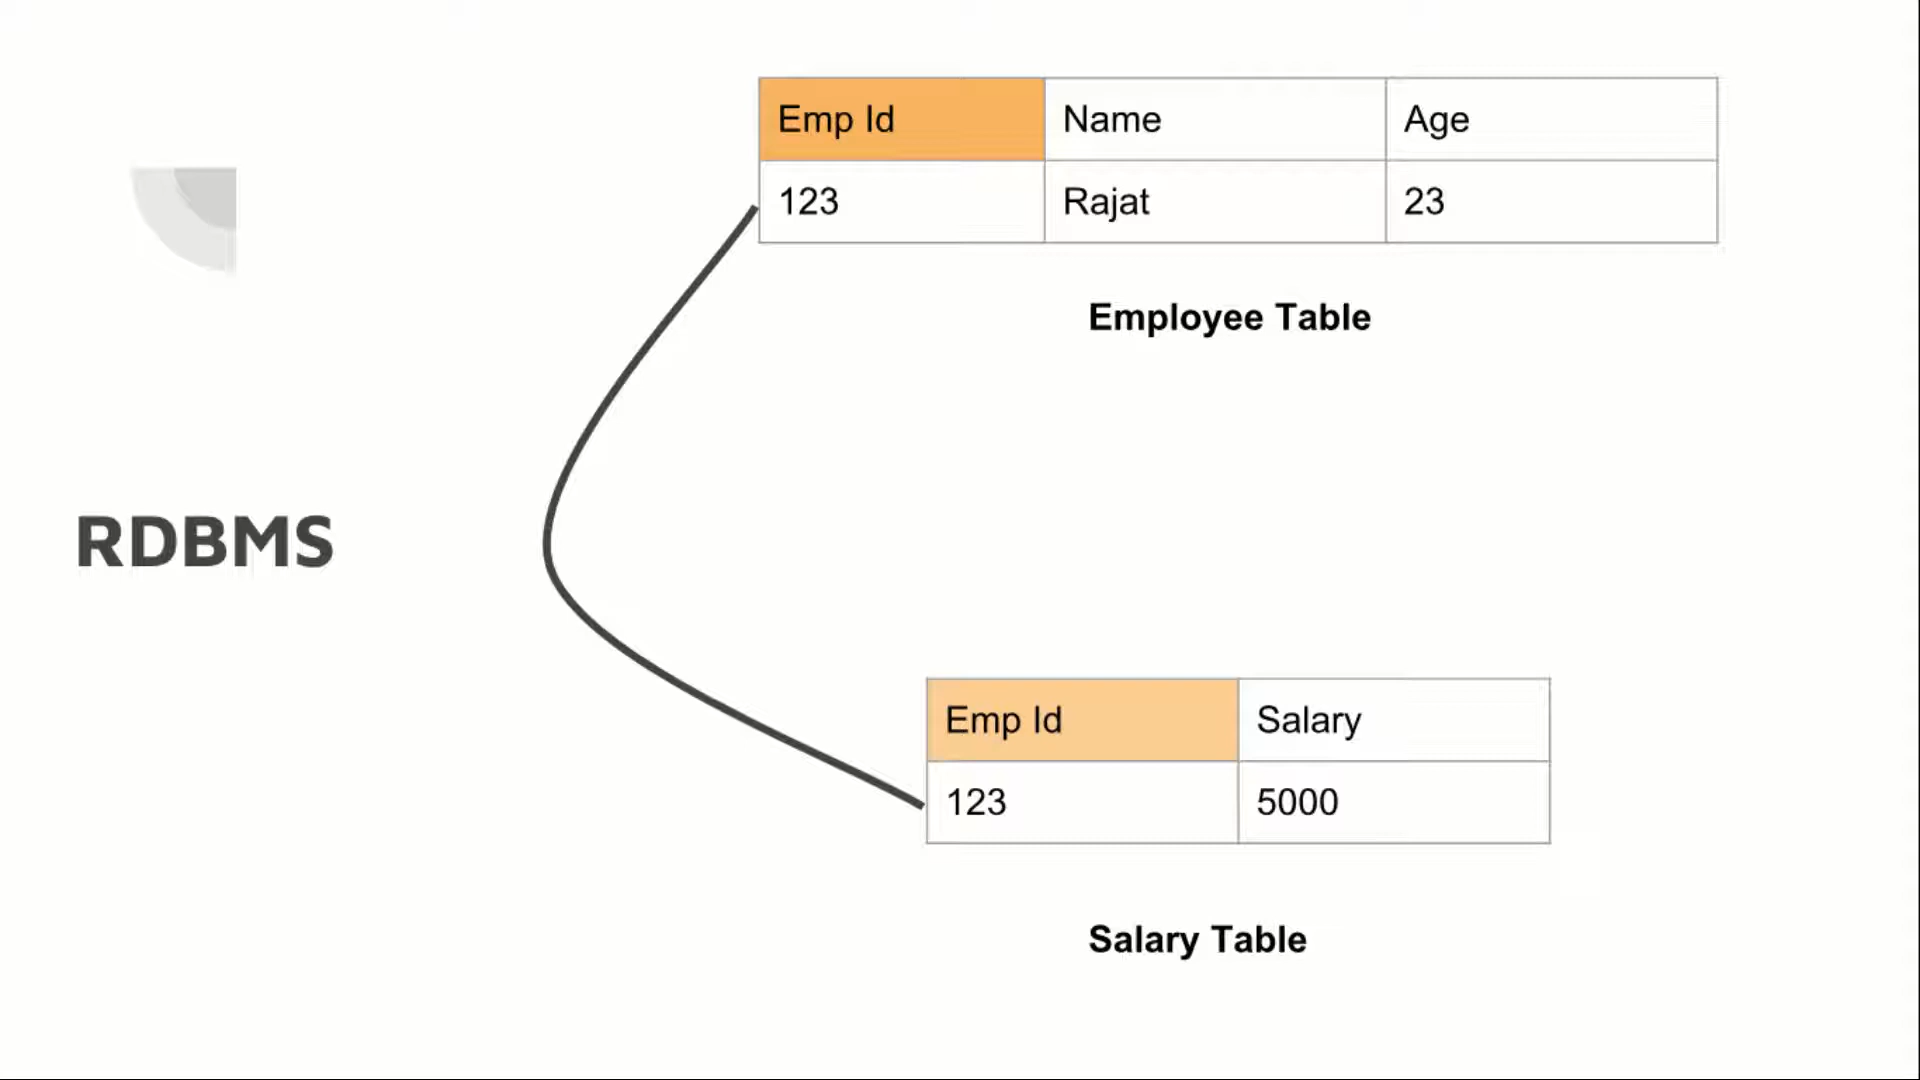 RDBMS
Emp Id Name Age
123 Rajat 23
Employee Table
Emp Id Salary
123 5000
Salary Table